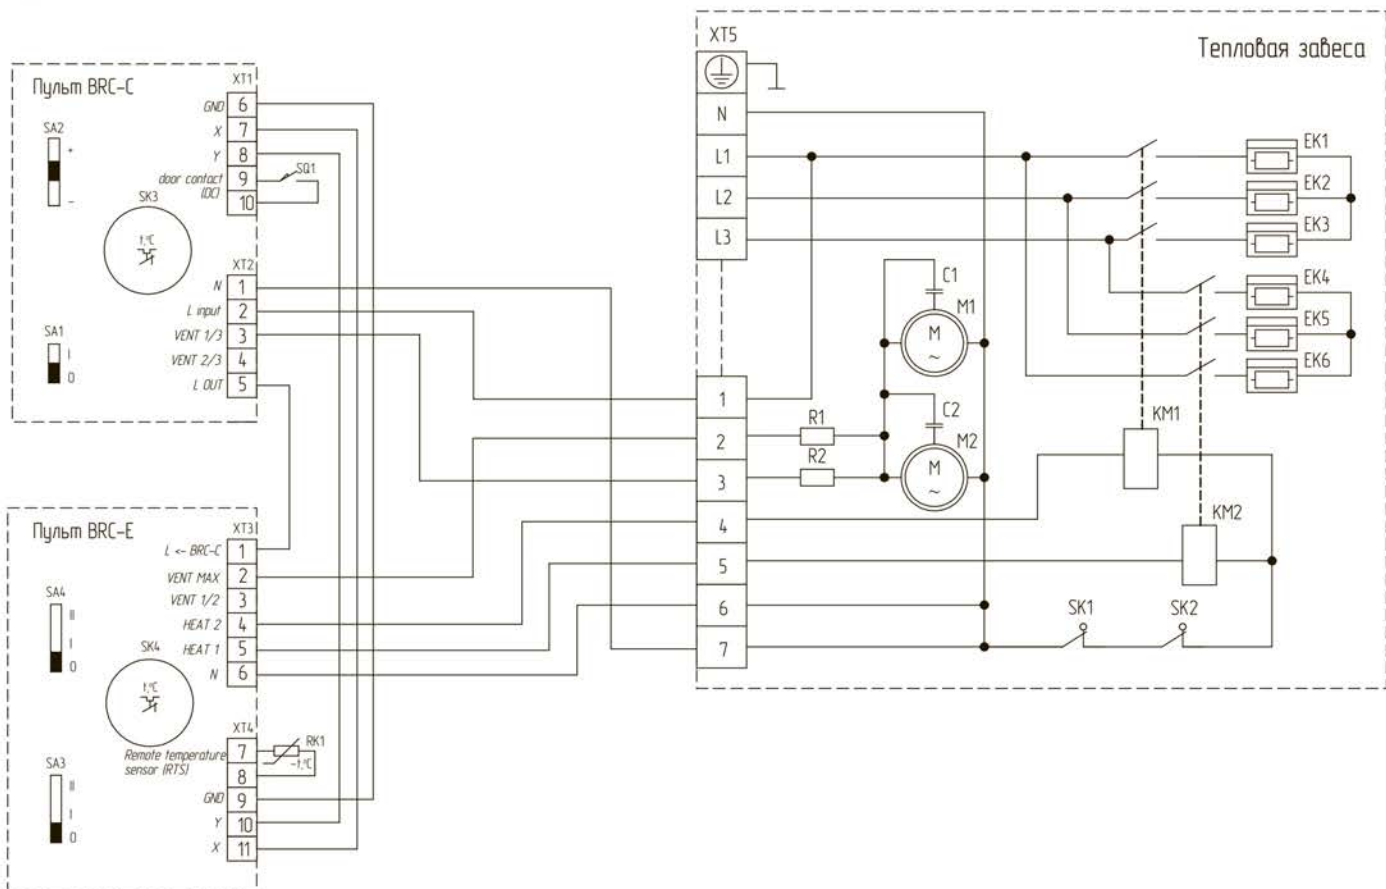 Пульт BRC-C
SA2
+
-
SK3
t,°C
SA1
I
0
XT1
GND 6
X 7
Y 8
door contact 9
(DC)
10
SQ1
XT2
N 1
L input 2
VENT 1/3 3
VENT 2/3 4
L OUT 5
Пульт BRC-E
SA4
II
I
0
SK4
t,°C
SA3
II
I
0
XT3
L <- BRC-C 1
VENT MAX 2
VENT 1/2 3
HEAT 2 4
HEAT 1 5
N 6
XT4
Remote temperature 7
sensor (RTS) 8
RK1
-t,°C
GND 9
Y 10
X 11
Тепловая завеса
XT5
N
L1
L2
L3
1
2
3
4
5
6
7
R1
R2
C1
M1
M
~
C2
M2
M
~
EK1
EK2
EK3
EK4
EK5
EK6
KM1
KM2
SK1
SK2